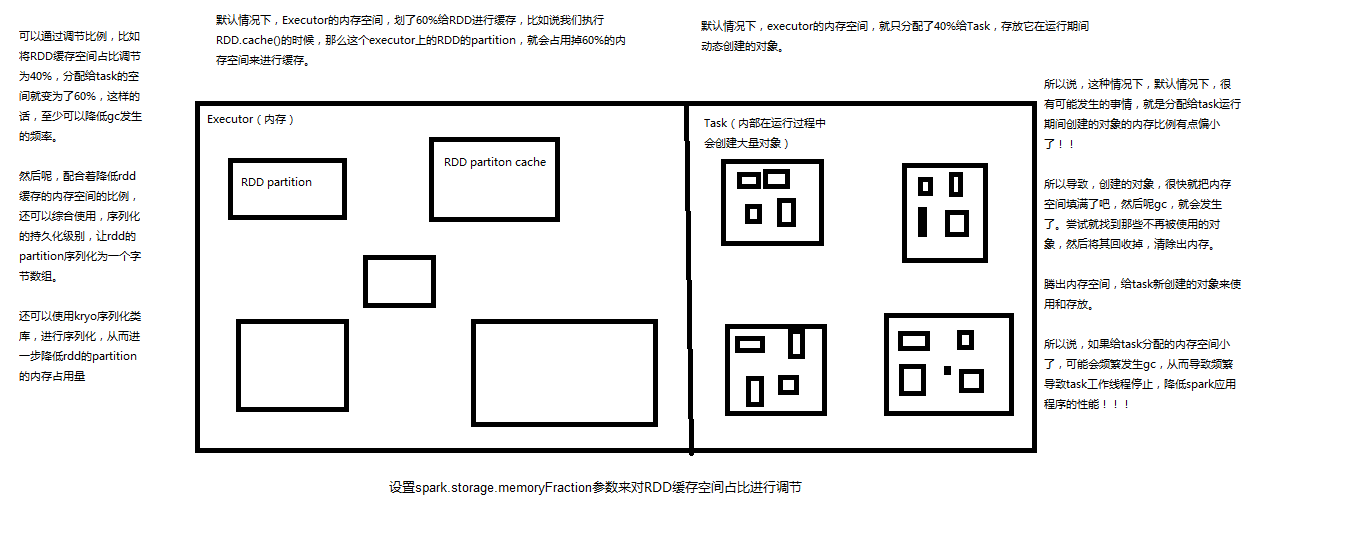 可以通过调节比例，比如
将RDD缓存空间占比调节
为40%，分配给task的空
间就变为了60%，这样的
话，至少可以降低gc发生
的频率。
然后呢，配合着降低rdd
缓存的内存空间的比例，
还可以综合使用，序列化
的持久化级别，让rdd的
partition序列化为一个字
节数组。
还可以使用kryo序列化类
库，进行序列化，从而进
一步降低rdd的partition
的内存占用量
默认情况下，Executor的内存空间，划了60%给RDD进行缓存，比如说我们执行
RDD.cache()的时候，那么这个executor上的RDD的partition，就会占用掉60%的内
存空间来进行缓存。
默认情况下，executor的内存空间，就只分配了40%给Task，存放它在运行期间
动态创建的对象。
Executor（内存）
RDD partition
RDD partiton cache
Task（内部在运行过程中
会创建大量对象）
所以说，这种情况下，默认情况下，很
有可能发生的事情，就是分配给task运行
期间创建的对象的内存比例有点偏小
了！！
所以导致，创建的对象，很快就把内存
空间填满了吧，然后呢gc，就会发生
了。尝试就找到那些不再被使用的对
象，然后将其回收掉，清除出内存。
腾出内存空间，给task新创建的对象来使
用和存放。
所以说，如果给task分配的内存空间小
了，可能会频繁发生gc，从而导致频繁
导致task工作线程停止，降低spark应用
程序的性能！！！
设置spark.storage.memoryFraction参数来对RDD缓存空间占比进行调节